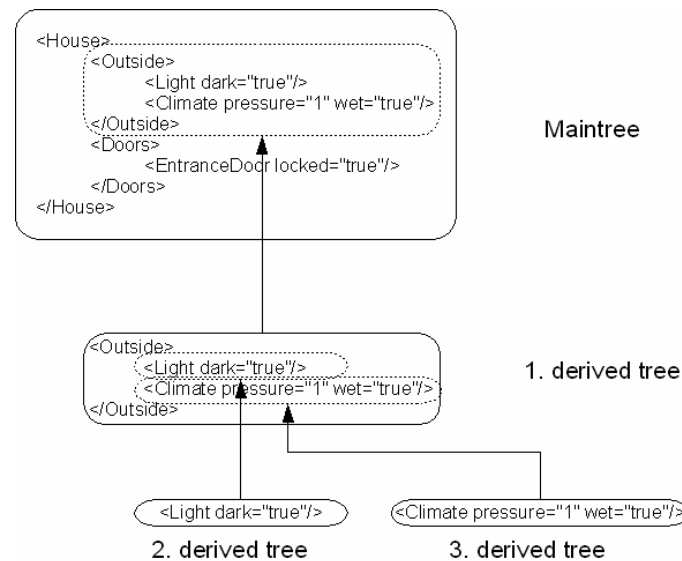 <House>
<Outside>
<Light dark="true"/>
<Climate pressure="1" wet="true"/>
</Outside>
<Doors>
<EntranceDoor locked="true"/>
</Doors>
</House>
Maintree
<Outside>
<Light dark="true"/>
<Climate pressure="1" wet="true"/>
</Outside>
1. derived tree
<Light dark="true"/>
<Climate pressure="1" wet="true"/>
2. derived tree
3. derived tree